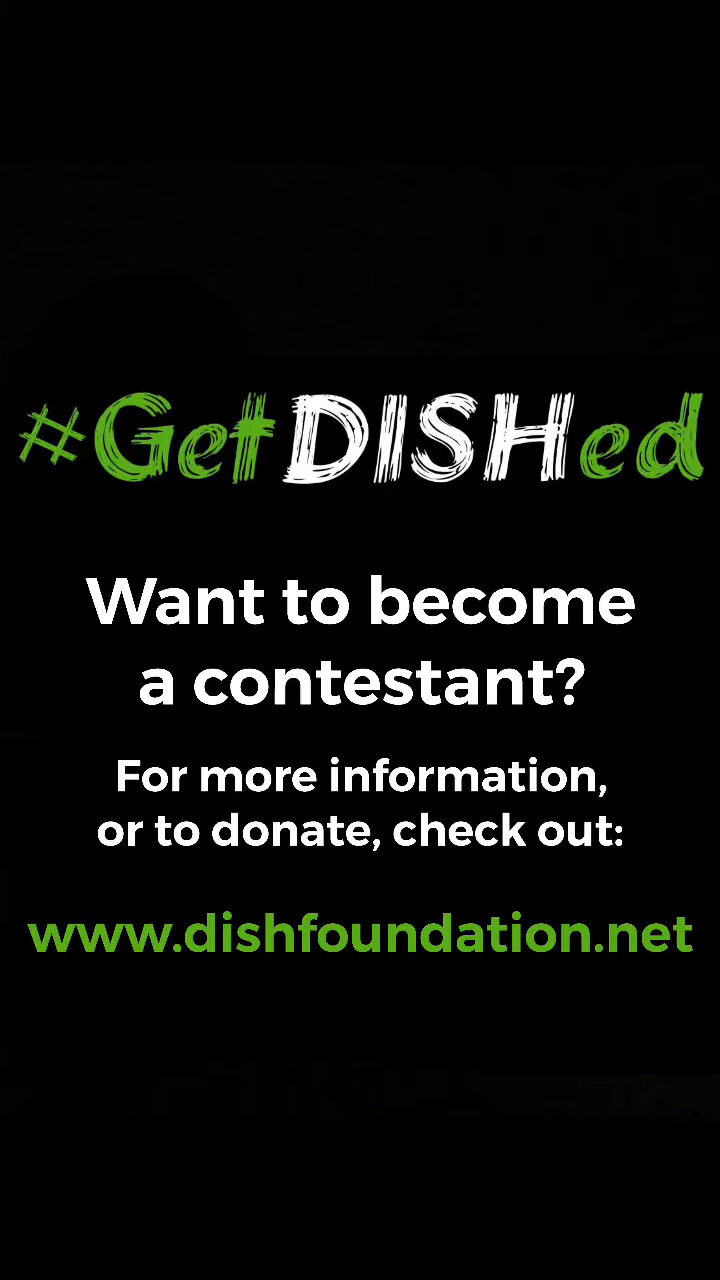 #GetDISHed
Want to become
a contestant?
For more information,
or to donate, check out:
www.dishfoundation.net